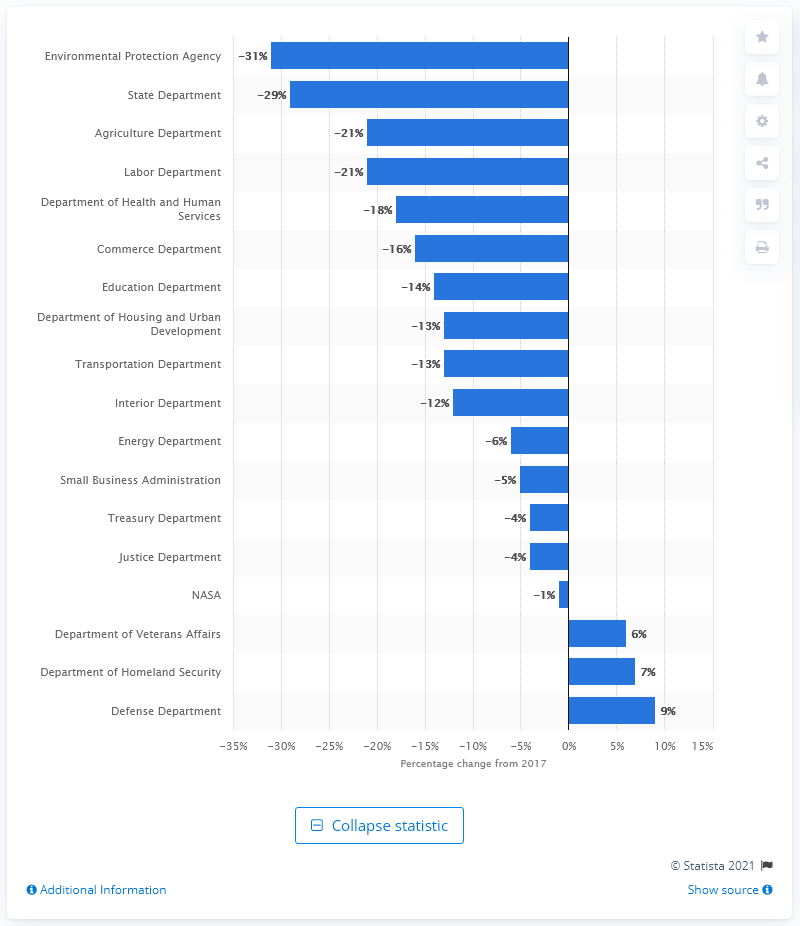 Environmental Protection Agency -31%
State Department -29%
Agriculture Department -21%
Labor Department -21%
Department of Health and Human
Services -18%
Commerce Department -16%
Education Department -14%
Department of Housing and Urban
Development -13%
Transportation Department -13%
Interior Department -12%
Energy Department -6%
Small Business Administration -5%
Treasury Department -4%
Justice Department -4%
NASA -1%
Department of Veterans Affairs 6%
Department of Homeland Security 7%
Defense Department 9%
-35% -30% -25% -20% -15% -10% -5% 0% 5% 10% 15%
Percentage change from 2017
Collapse statistic
© Statista 2021
Additional Information Show source